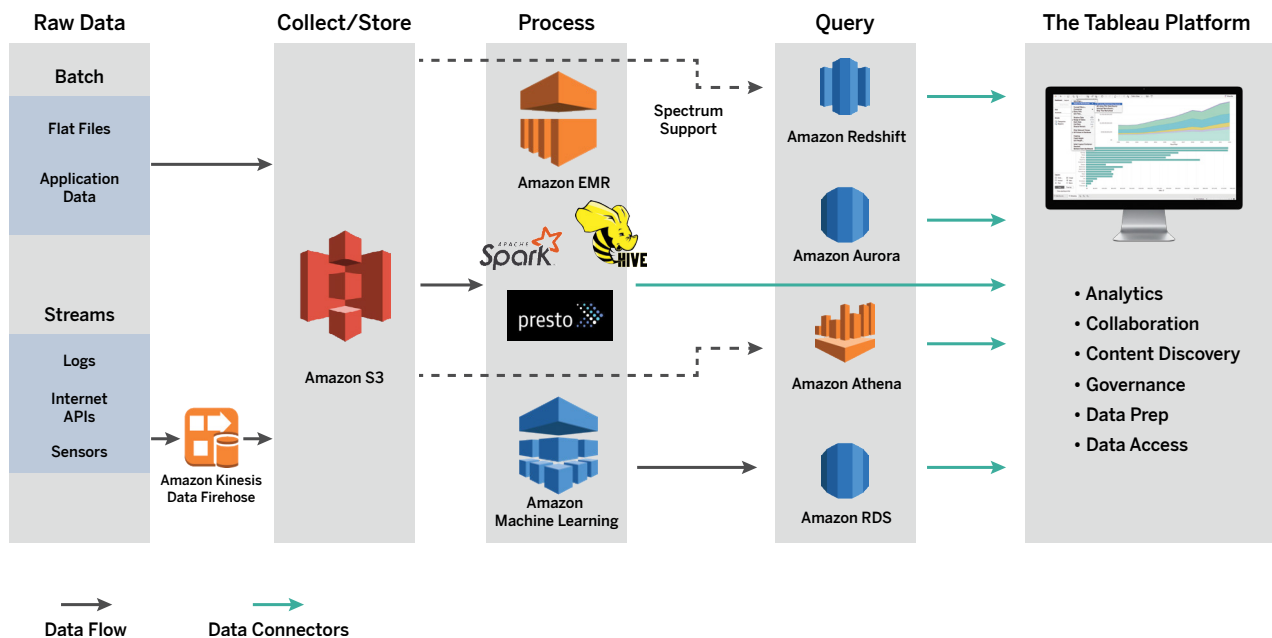 Raw Data
Collect/Store
Process
Query
The Tableau Platform
Batch
Flat Files
Application
Data
Streams
Logs
Internet
APIs
Sensors
Amazon Kinesis
Data Firehose
Amazon S3
Amazon EMR
APACHE
Spark
HIVE
presto
Amazon
Machine Learning
Spectrum
Support
Amazon Redshift
Amazon Aurora
Amazon Athena
Amazon RDS
• Analytics
• Collaboration
• Content Discovery
• Governance
• Data Prep
• Data Access
Data Flow
Data Connectors